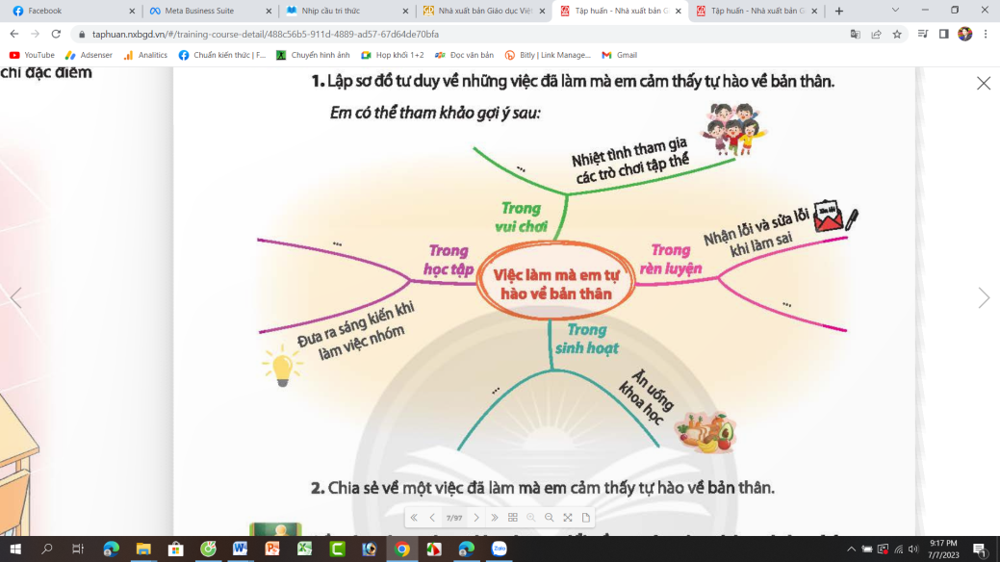 Facebook
Meta Business Suite
Nhịp cầu tri thức
Nhà xuất bản Giáo dục Việt
Tập huấn - Nhà xuất bản G
Tập huấn - Nhà xuất bản G
taphuan.nxbgd.vn/#/training-course-detail/488c56b5-911d-4889-ad57-67d64de70bfa
YouTube
Adsenser
Analytics
Chuẩn kiến thức | F...
Chuyển hình ảnh
Họp khối 1+2
Đọc văn bản
Bitly | Link Manage...
Gmail
chỉ đặc điểm
1. Lập sơ đồ tư duy về những việc đã làm mà em cảm thấy tự hào về bản thân.
Em có thể tham khảo gợi ý sau:
...
Nhiệt tình tham gia
các trò chơi tập thể
Trong
vui chơi
Nhận lỗi và sửa lỗi
khi làm sai
Xin lỗi
...
Trong
học tập
Trong
rèn luyện
Việc làm mà em tự
hào về bản thân
...
Đưa ra sáng kiến khi
làm việc nhóm
Trong
sinh hoạt
...
Ăn uống
khoa học
2. Chia sẻ về một việc đã làm mà em cảm thấy tự hào về bản thân.
7/97
Zalo
9:17 PM
7/7/2023
1